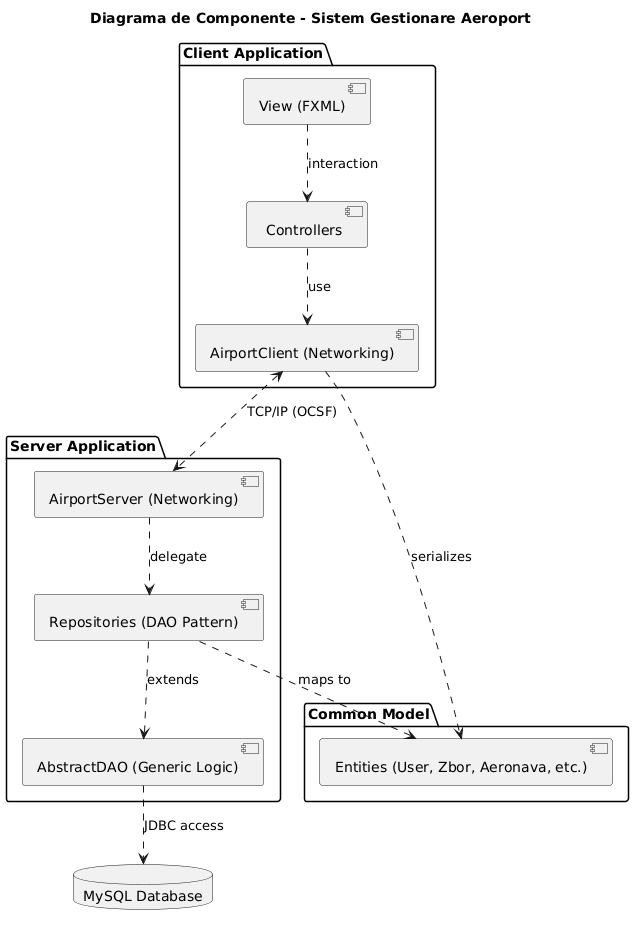 Diagrama de Componente - Sistem Gestionare Aeroport
Client Application
View (FXML)
interaction
Controllers
use
AirportClient (Networking)
TCP/IP (OCSF)
Server Application
AirportServer (Networking)
delegate
serializes
Repositories (DAO Pattern)
extends
maps to
Common Model
AbstractDAO (Generic Logic)
Entities (User, Zbor, Aeronava, etc.)
JDBC access
MySQL Database